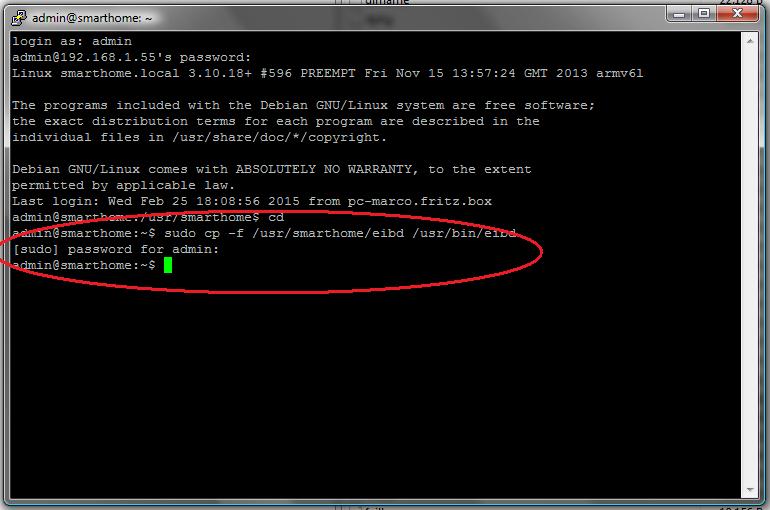 admin@smarthome: ~
login as: admin
admin@192.168.1.55's password:
Linux smarthome.local 3.10.18+ #596 PREEMPT Fri Nov 15 13:57:24 GMT 2013 armv6l
The programs included with the Debian GNU/Linux system are free software;
the exact distribution terms for each program are described in the
individual files in /usr/share/doc/*/copyright.
Debian GNU/Linux comes with ABSOLUTELY NO WARRANTY, to the extent
permitted by applicable law.
Last login: Wed Feb 25 18:08:56 2015 from pc-marco.fritz.box
admin@smarthome:/usr/smarthome$ cd
admin@smarthome:~$ sudo cp -f /usr/smarthome/eibd /usr/bin/eibd
[sudo] password for admin:
admin@smarthome:~$